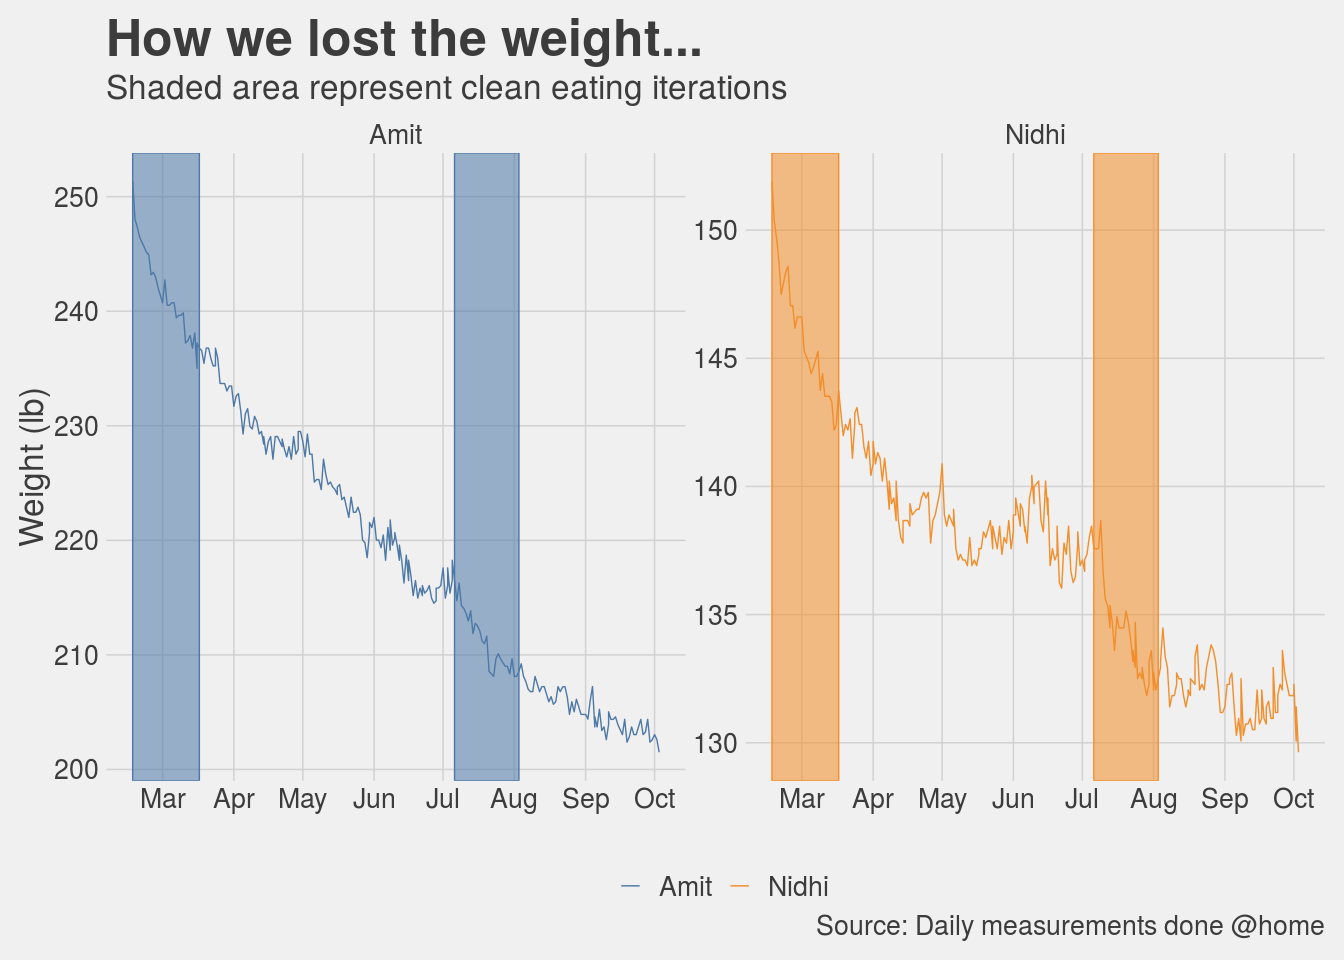 How we lost the weight...
Shaded area represent clean eating iterations
Amit
Nidhi
Weight (lb)
250
240
230
220
210
200
150
145
140
135
130
Mar Apr May Jun Jul Aug Sep Oct
Mar Apr May Jun Jul Aug Sep Oct
Amit Nidhi
Source: Daily measurements done @home